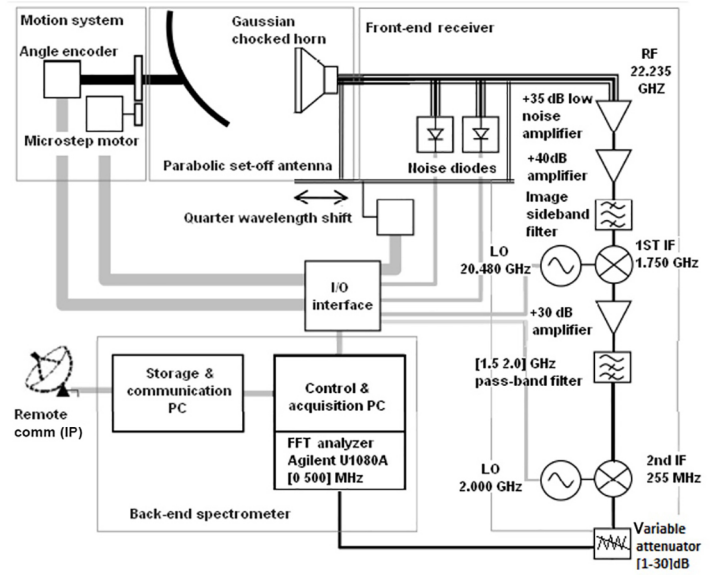 Motion system
Angle encoder
Microstep motor
Gaussian
chocked horn
Parabolic set-off antenna
Front-end receiver
Noise diodes
RF
22.235
GHZ
+35 dB low
noise
amplifier
+40dB
amplifier
Image
sideband
filter
Quarter wavelength shift
LO
20.480 GHz
1ST IF
1.750 GHz
I/O
interface
+30 dB
amplifier
[1.5 2.0] GHz
pass-band filter
Storage &
communication
PC
Control &
acquisition PC
FFT analyzer
Agilent U1080A
[0 500] MHz
Remote
comm (IP)
LO
2.000 GHz
2nd IF
255 MHz
Back-end spectrometer
Variable
attenuator
[1-30]dB